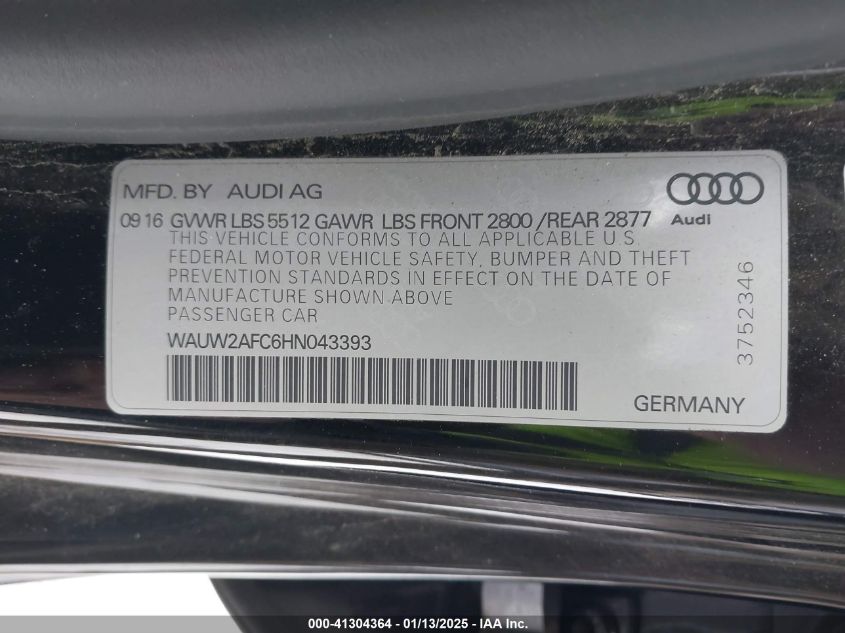 MFD. BY AUDI AG
09 16 GVWR LBS 5512 GAWR LBS FRONT 2800 /REAR 2877
Audi
THIS VEHICLE CONFORMS TO ALL APPLICABLE U.S.
FEDERAL MOTOR VEHICLE SAFETY, BUMPER AND THEFT
PREVENTION STANDARDS IN EFFECT ON THE DATE OF
MANUFACTURE SHOWN ABOVE
PASSENGER CAR
WAUW2AFC6HN043393
3752346
GERMANY
000-41304364 - 01/13/2025 - IAA Inc.